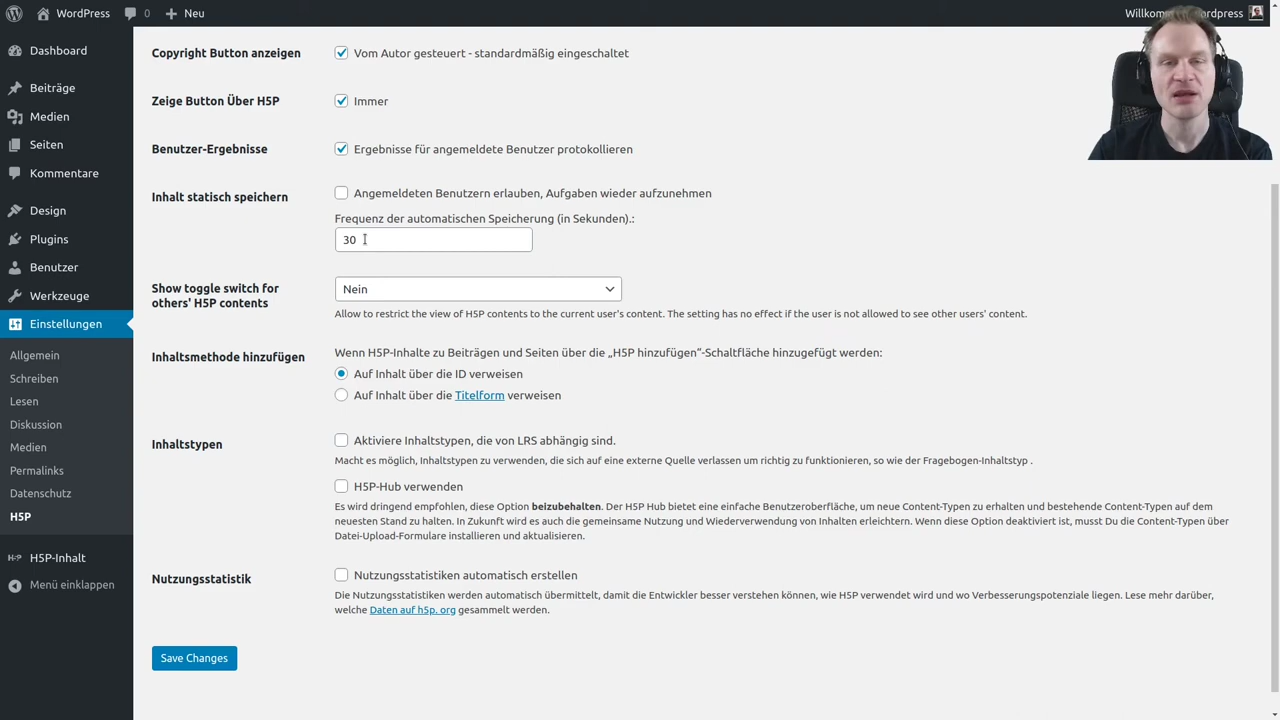 WordPress
0
Neu
Dashboard
Beiträge
Medien
Seiten
Kommentare
Design
Plugins
Benutzer
Werkzeuge
Einstellungen
Allgemein
Schreiben
Lesen
Diskussion
Medien
Permalinks
Datenschutz
H5P
H5P H5P-Inhalt
Menü einklappen
Copyright Button anzeigen
Vom Autor gesteuert - standardmäßig eingeschaltet
Zeige Button Über H5P
Immer
Benutzer-Ergebnisse
Ergebnisse für angemeldete Benutzer protokollieren
Inhalt statisch speichern
Angemeldeten Benutzern erlauben, Aufgaben wieder aufzunehmen
Frequenz der automatischen Speicherung (in Sekunden).:
30
Show toggle switch for
others' H5P contents
Nein
Allow to restrict the view of H5P contents to the current user's content. The setting has no effect if the user is not allowed to see other users' content.
Inhaltsmethode hinzufügen
Wenn H5P-Inhalte zu Beiträgen und Seiten über die „H5P hinzufügen“-Schaltfläche hinzugefügt werden:
Auf Inhalt über die ID verweisen
Auf Inhalt über die Titelform verweisen
Inhaltstypen
Aktiviere Inhaltstypen, die von LRS abhängig sind.
Macht es möglich, Inhaltstypen zu verwenden, die sich auf eine externe Quelle verlassen um richtig zu funktionieren, so wie der Fragebogen-Inhaltstyp .
H5P-Hub verwenden
Es wird dringend empfohlen, diese Option beizubehalten. Der H5P Hub bietet eine einfache Benutzeroberfläche, um neue Content-Typen zu erhalten und bestehende Content-Typen auf dem
neuesten Stand zu halten. In Zukunft wird es auch die gemeinsame Nutzung und Wiederverwendung von Inhalten erleichtern. Wenn diese Option deaktiviert ist, musst Du die Content-Typen über
Datei-Upload-Formulare installieren und aktualisieren.
Nutzungsstatistik
Nutzungsstatistiken automatisch erstellen
Die Nutzungsstatistiken werden automatisch übermittelt, damit die Entwickler besser verstehen können, wie H5P verwendet wird und wo Verbesserungspotenziale liegen. Lese mehr darüber,
welche Daten auf h5p. org gesammelt werden.
Save Changes